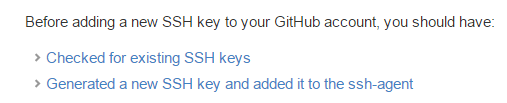 Before adding a new SSH key to your GitHub account, you should have:
Checked for existing SSH keys
Generated a new SSH key and added it to the ssh-agent